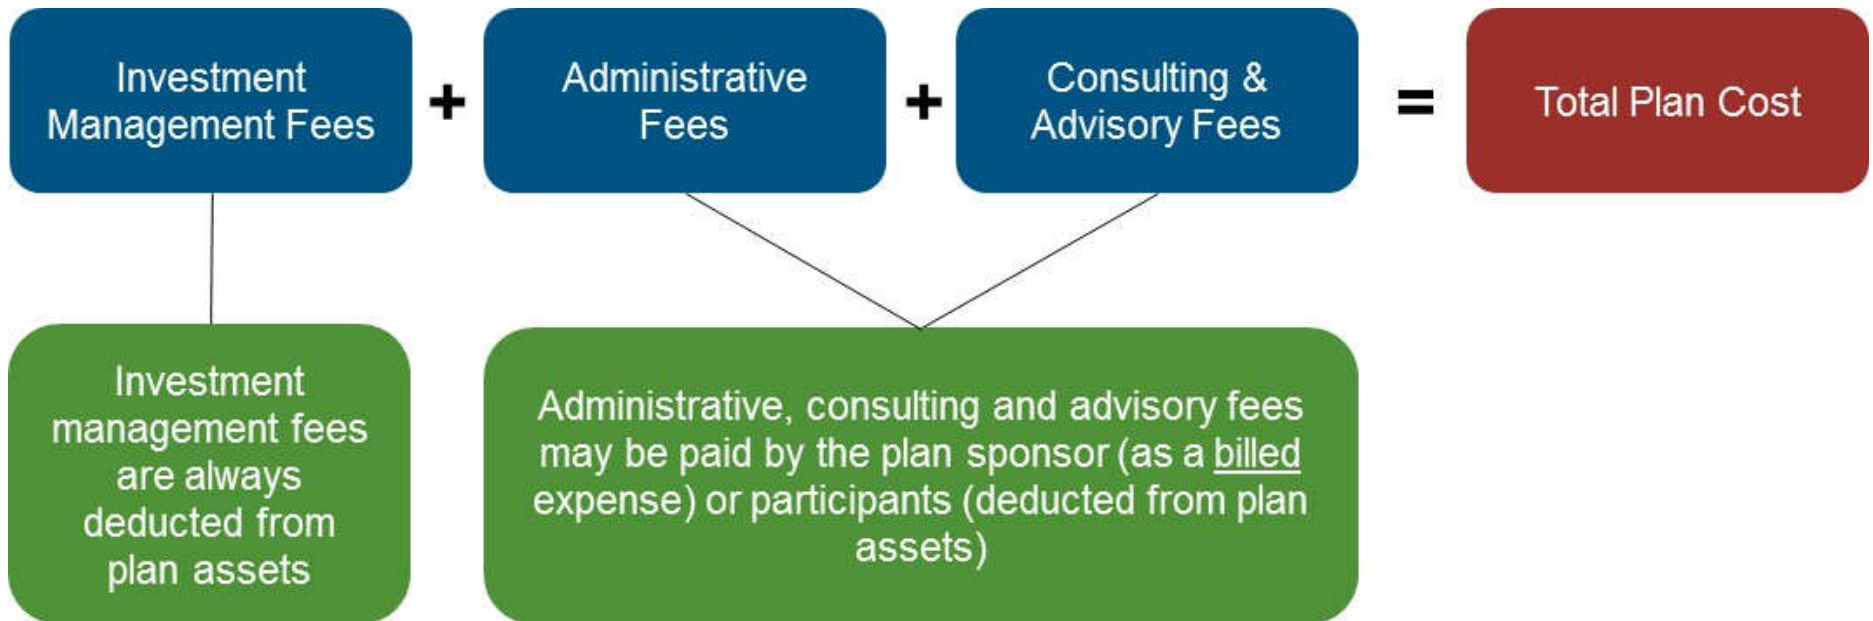 Investment
Management Fees
+
Administrative
Fees
+
Consulting &
Advisory Fees
=
Total Plan Cost
Investment
management fees
are always
deducted from
plan assets
Administrative, consulting and advisory fees
may be paid by the plan sponsor (as a billed
expense) or participants (deducted from plan
assets)